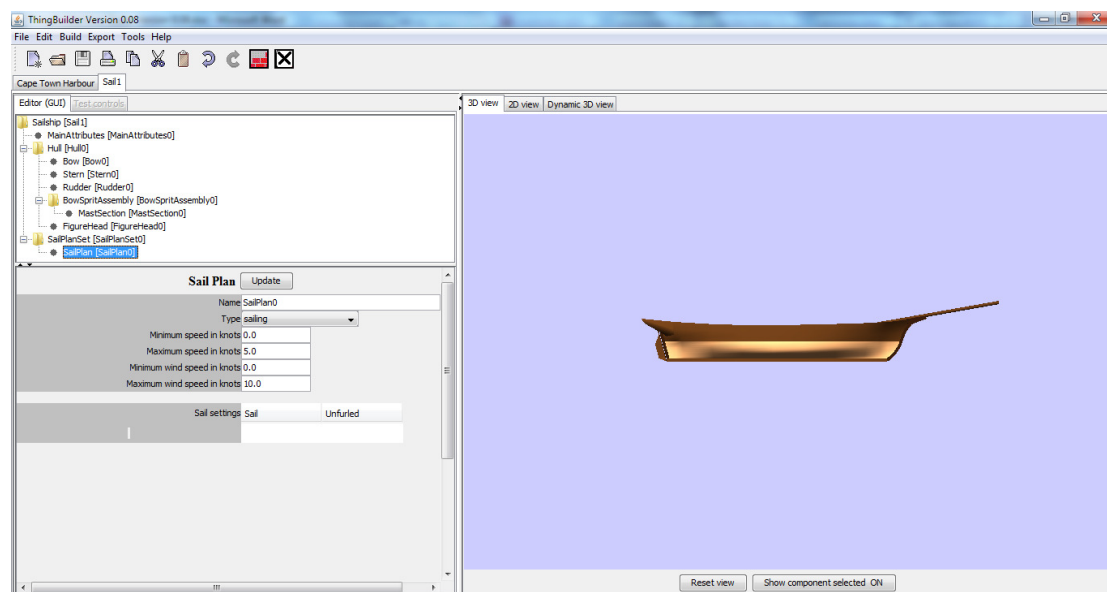 ThingBuilder Version 0.08
File Edit Build Export Tools Help
Cape Town Harbour Sail1
Editor (GUI) Test controls
3D view 2D view Dynamic 3D view
Sailship [Sail1]
MainAttributes [MainAttributes0]
Hull [Hull0]
Bow [Bow0]
Stern [Stern0]
Rudder [Rudder0]
BowSpritAssembly [BowSpritAssembly0]
MastSection [MastSection0]
FigureHead [FigureHead0]
SailPlanSet [SailPlanSet0]
SailPlan [SailPlan0]
Sail Plan Update
Name SailPlan0
Type sailing
Minimum speed in knots 0.0
Maximum speed in knots 5.0
Minimum wind speed in knots 0.0
Maximum wind speed in knots 10.0
Sail settings Sail Unfurled
Reset view Show component selected ON